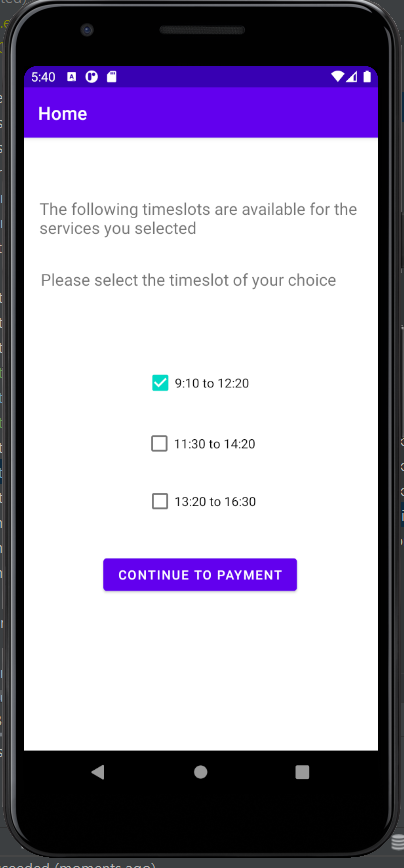 5:40
Home
The following timeslots are available for the
services you selected
Please select the timeslot of your choice
9:10 to 12:20
11:30 to 14:20
13:20 to 16:30
CONTINUE TO PAYMENT
(moments ago)